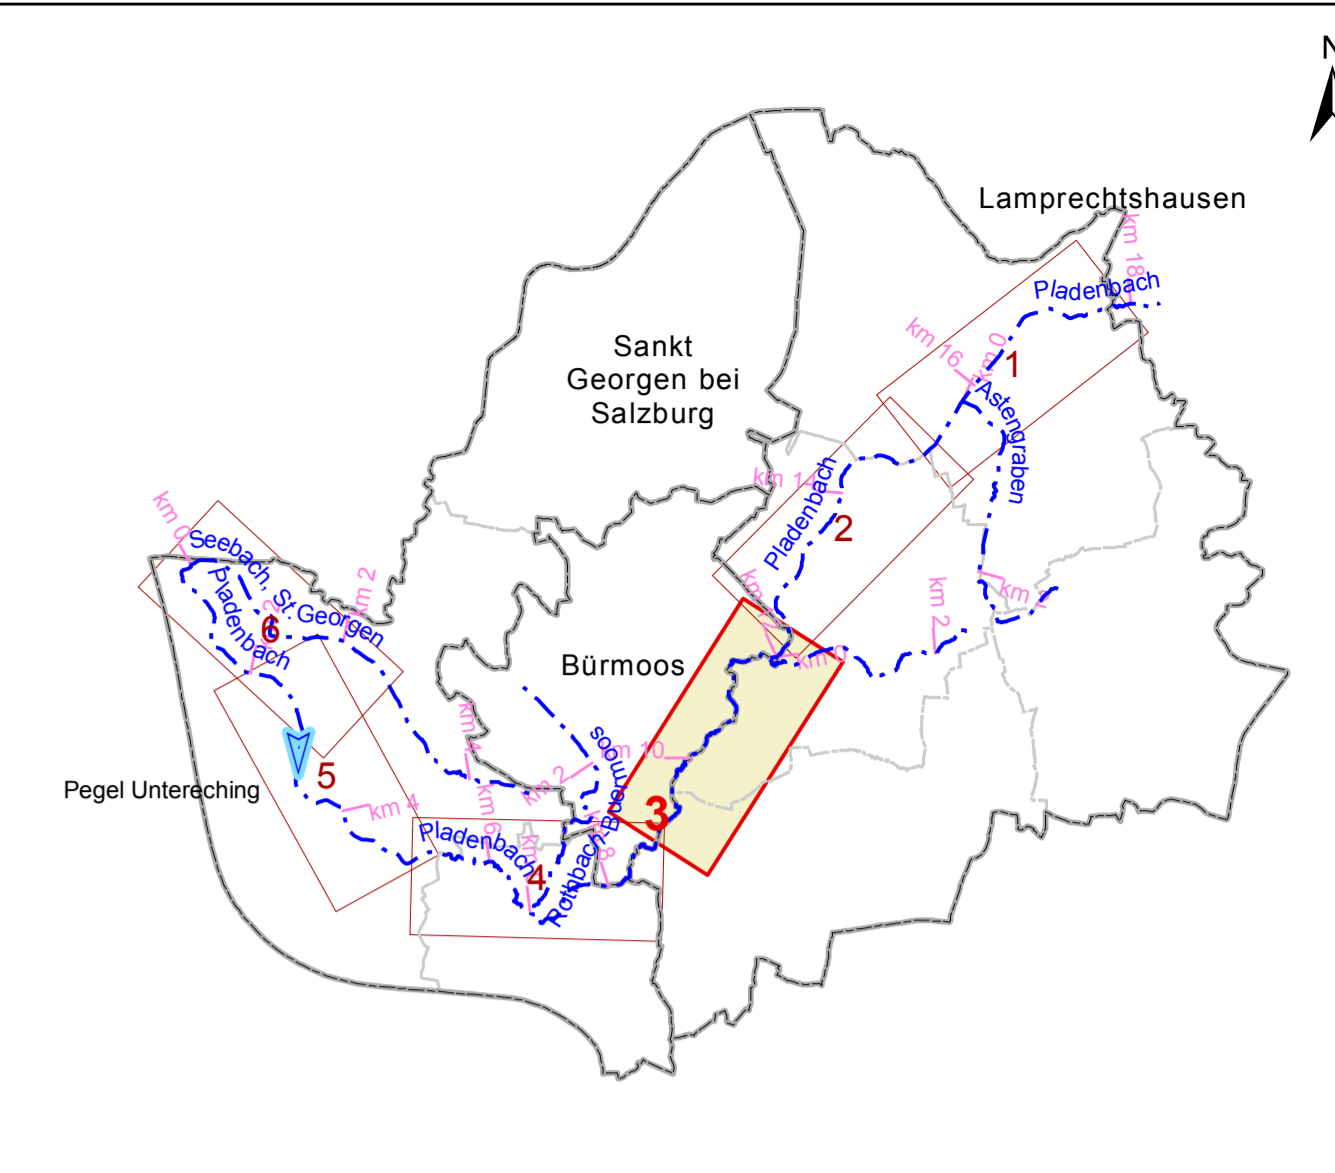 N
Lamprechtshausen
km 18
Pladenbach
Sankt
Georgen bei
Salzburg
km 16
km 0
1
Astengraben
km 14
Pladenbach
2
km 0
Seebach, St. Georgen
km 2
Pladenbach
6
km 12
km 2
km 0
Bürmoos
km 4
km 10
km 2
Rothbach-Buermoos
Pegel Untereching
5
km 4
km 6
3
Pladenbach
km 8
4